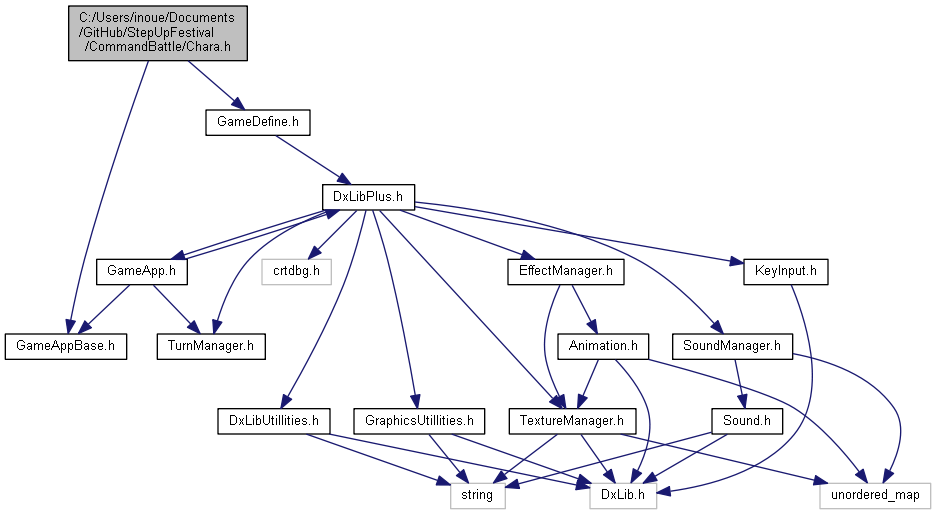 C:/Users/inoue/Documents
/GitHub/StepUpFestival
/CommandBattle/Chara.h
GameDefine.h
DxLibPlus.h
GameApp.h
crtdbg.h
EffectManager.h
KeyInput.h
GameAppBase.h
TurnManager.h
Animation.h
SoundManager.h
DxLibUtillities.h
GraphicsUtillities.h
TextureManager.h
Sound.h
string
DxLib.h
unordered_map